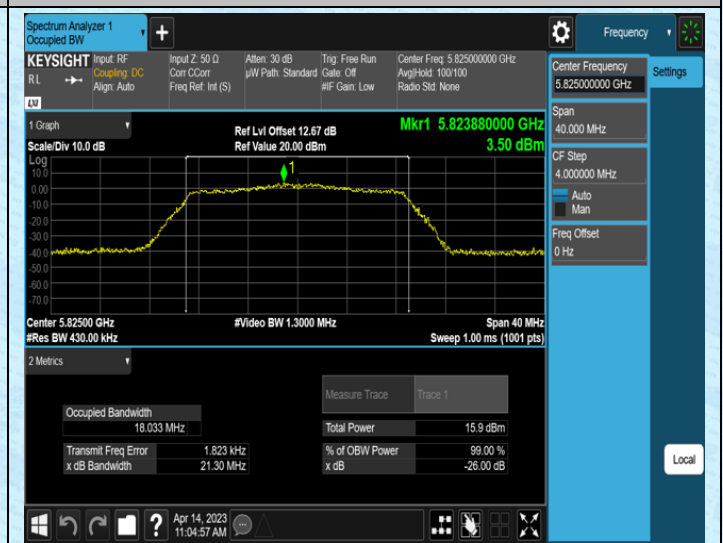 Spectrum Analyzer 1
Occupied BW
Frequency
KEYSIGHT Input: RF Input Z: 50 Ω Atten: 30 dB Trig: Free Run Center Freq: 5.825000000 GHz
R L Coupling: DC Corr CCorr µW Path: Standard Gate: Off Avg|Hold: 100/100
Align: Auto Freq Ref: Int (S) #IF Gain: Low Radio Std: None
LXI
Center Frequency
5.825000000 GHz
Settings
Span
40.000 MHz
CF Step
4.000000 MHz
Auto
Man
Freq Offset
0 Hz
Local
1 Graph
Ref Lvl Offset 12.67 dB Mkr1 5.823880000 GHz
Scale/Div 10.0 dB Ref Value 20.00 dBm 3.50 dBm
Log
10.0
0.00
-10.0
-20.0
-30.0
-40.0
-50.0
-60.0
-70.0
1
Center 5.82500 GHz #Video BW 1.3000 MHz Span 40 MHz
#Res BW 430.00 kHz Sweep 1.00 ms (1001 pts)
2 Metrics
Measure Trace Trace 1
Occupied Bandwidth
18.033 MHz Total Power 15.9 dBm
Transmit Freq Error 1.823 kHz % of OBW Power 99.00 %
x dB Bandwidth 21.30 MHz x dB -26.00 dB
? Apr 14, 2023
11:04:57 AM